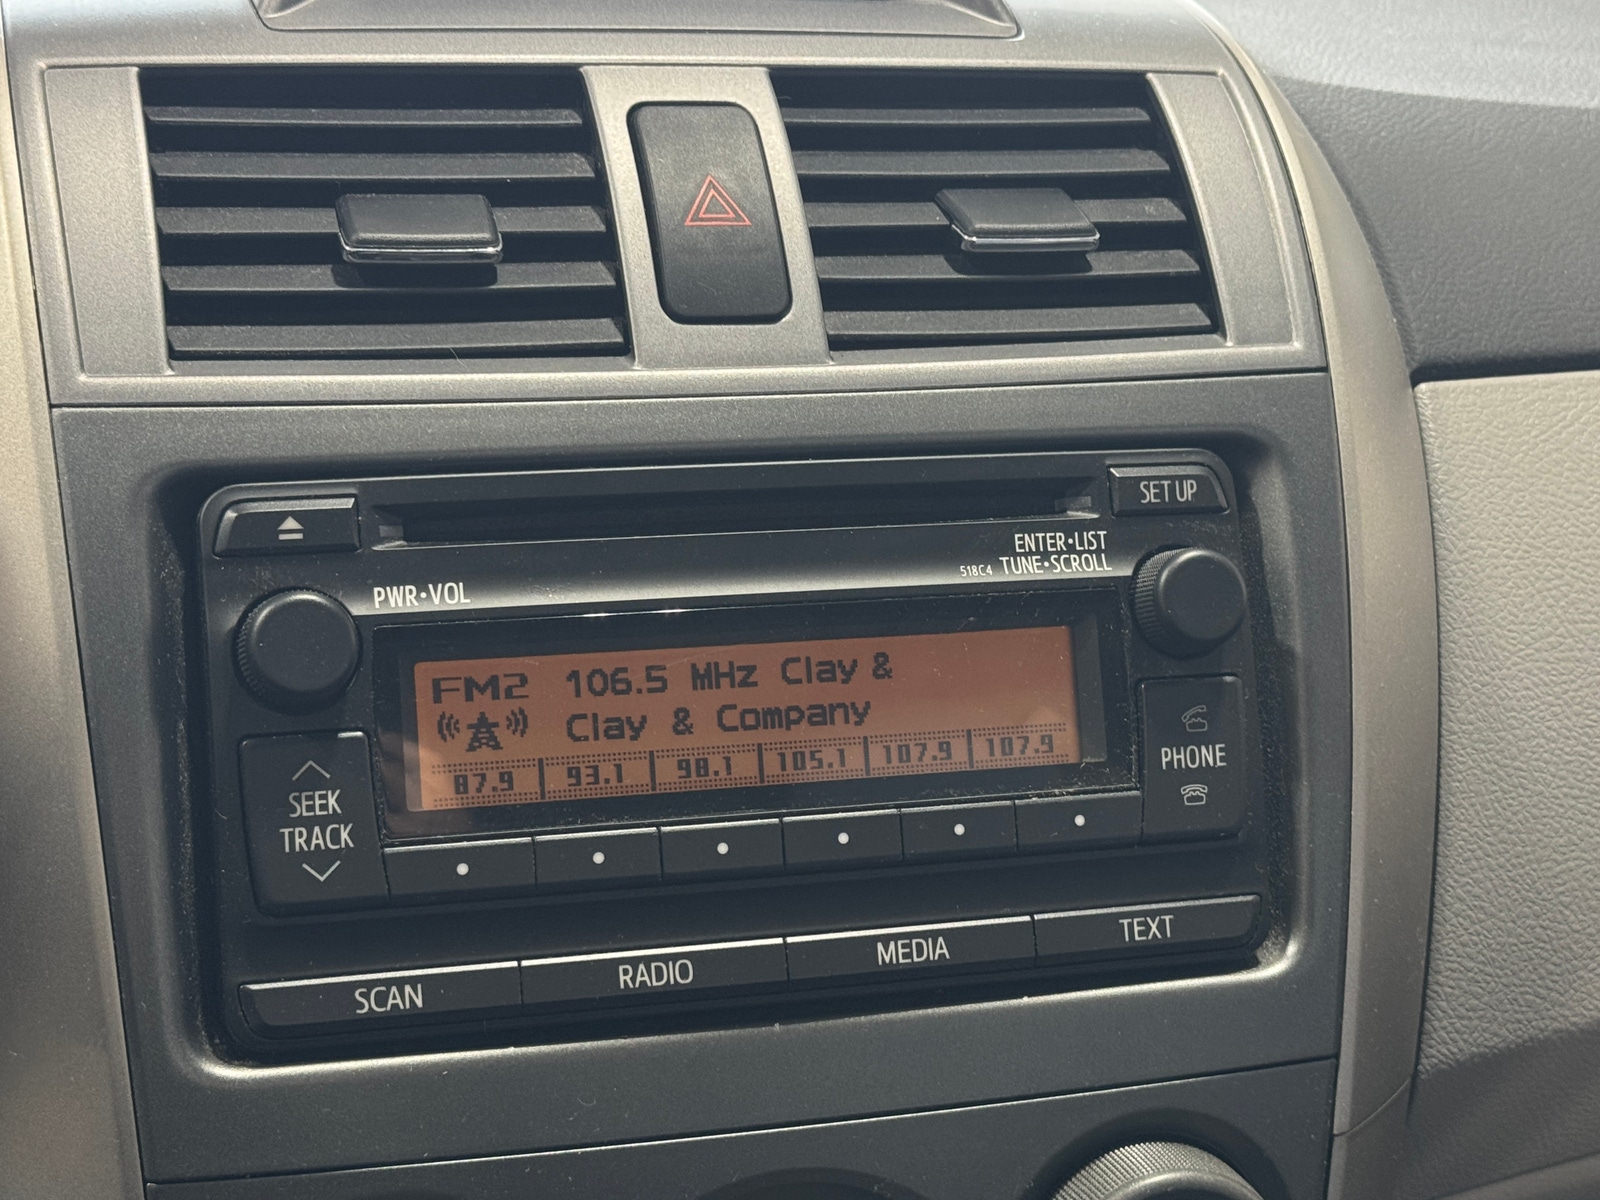 SET UP
ENTER•LIST
518C4 TUNE•SCROLL
PWR•VOL
FM2 106.5 MHz Clay &
Clay & Company
87.9 93.1 98.1 105.1 107.9 107.9
SEEK
TRACK
PHONE
SCAN RADIO MEDIA TEXT